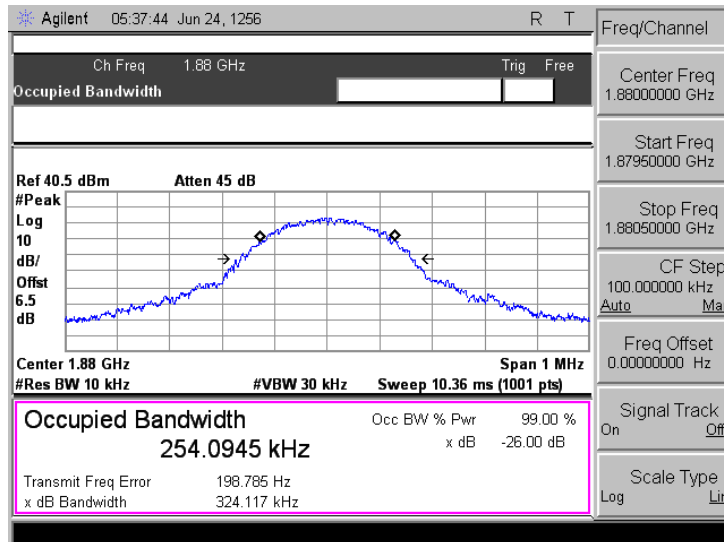 Agilent 05:37:44 Jun 24, 1256 R T
Ch Freq 1.88 GHz Trig Free
Occupied Bandwidth
Ref 40.5 dBm Atten 45 dB
#Peak
Log
10
dB/
Offst
6.5
dB
Center 1.88 GHz Span 1 MHz
#Res BW 10 kHz #VBW 30 kHz Sweep 10.36 ms (1001 pts)
Occupied Bandwidth Occ BW % Pwr 99.00 %
254.0945 kHz x dB -26.00 dB
Transmit Freq Error 198.785 Hz
x dB Bandwidth 324.117 kHz
Freq/Channel
Center Freq
1.88000000 GHz
Start Freq
1.87950000 GHz
Stop Freq
1.88050000 GHz
CF Step
100.000000 kHz
Auto Ma
Freq Offset
0.00000000 Hz
Signal Track
On Off
Scale Type
Log Lin